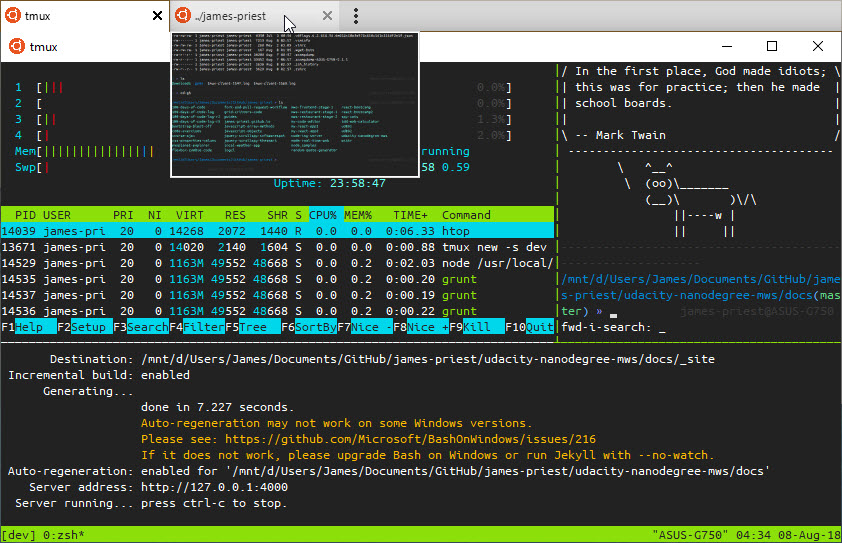 tmux
../james-priest
tmux
1 [||| 0.0%]
2 [ 0.0%]
3 [|| 1.3%]
4 [| 2.0%]
Mem[||||||||||||||||
running
Swp[|
58 0.59
Uptime: 23:58:47
PID USER PRI NI VIRT RES SHR S CPU% MEM% TIME+ Command
14039 james-pri 20 0 14268 2072 1440 R 0.0 0.0 0:06.33 htop
13671 james-pri 20 0 14020 2140 1604 S 0.0 0.0 0:00.88 tmux new -s dev
14529 james-pri 20 0 1163M 49552 48668 S 0.0 0.2 0:02.03 node /usr/local/
14535 james-pri 20 0 1163M 49552 48668 S 0.0 0.2 0:00.20 grunt
14537 james-pri 20 0 1163M 49552 48668 S 0.0 0.2 0:00.19 grunt
14536 james-pri 20 0 1163M 49552 48668 S 0.0 0.2 0:00.22 grunt
F1Help F2Setup F3SearchF4FilterF5Tree F6SortByF7Nice -F8Nice +F9Kill F10Quit
/ In the first place, God made idiots; \
| this was for practice; then he made |
| school boards. |
| |
\ -- Mark Twain /
---------------------------------
\ ^__^
\ (oo)\_______
(__)\ )\/\
||----w |
|| ||
/mnt/d/Users/James/Documents/GitHub/jame
s-priest/udacity-nanodegree-mws/docs(mas
ter) » james-priest@ASUS-G750
fwd-i-search: _
Destination: /mnt/d/Users/James/Documents/GitHub/james-priest/udacity-nanodegree-mws/docs/_site
Incremental build: enabled
Generating...
done in 7.227 seconds.
Auto-regeneration may not work on some Windows versions.
Please see: https://github.com/Microsoft/BashOnWindows/issues/216
If it does not work, please upgrade Bash on Windows or run Jekyll with --no-watch.
Auto-regeneration: enabled for '/mnt/d/Users/James/Documents/GitHub/james-priest/udacity-nanodegree-mws/docs'
Server address: http://127.0.0.1:4000
Server running... press ctrl-c to stop.
[dev] 0:zsh* "ASUS-G750" 04:34 08-Aug-18